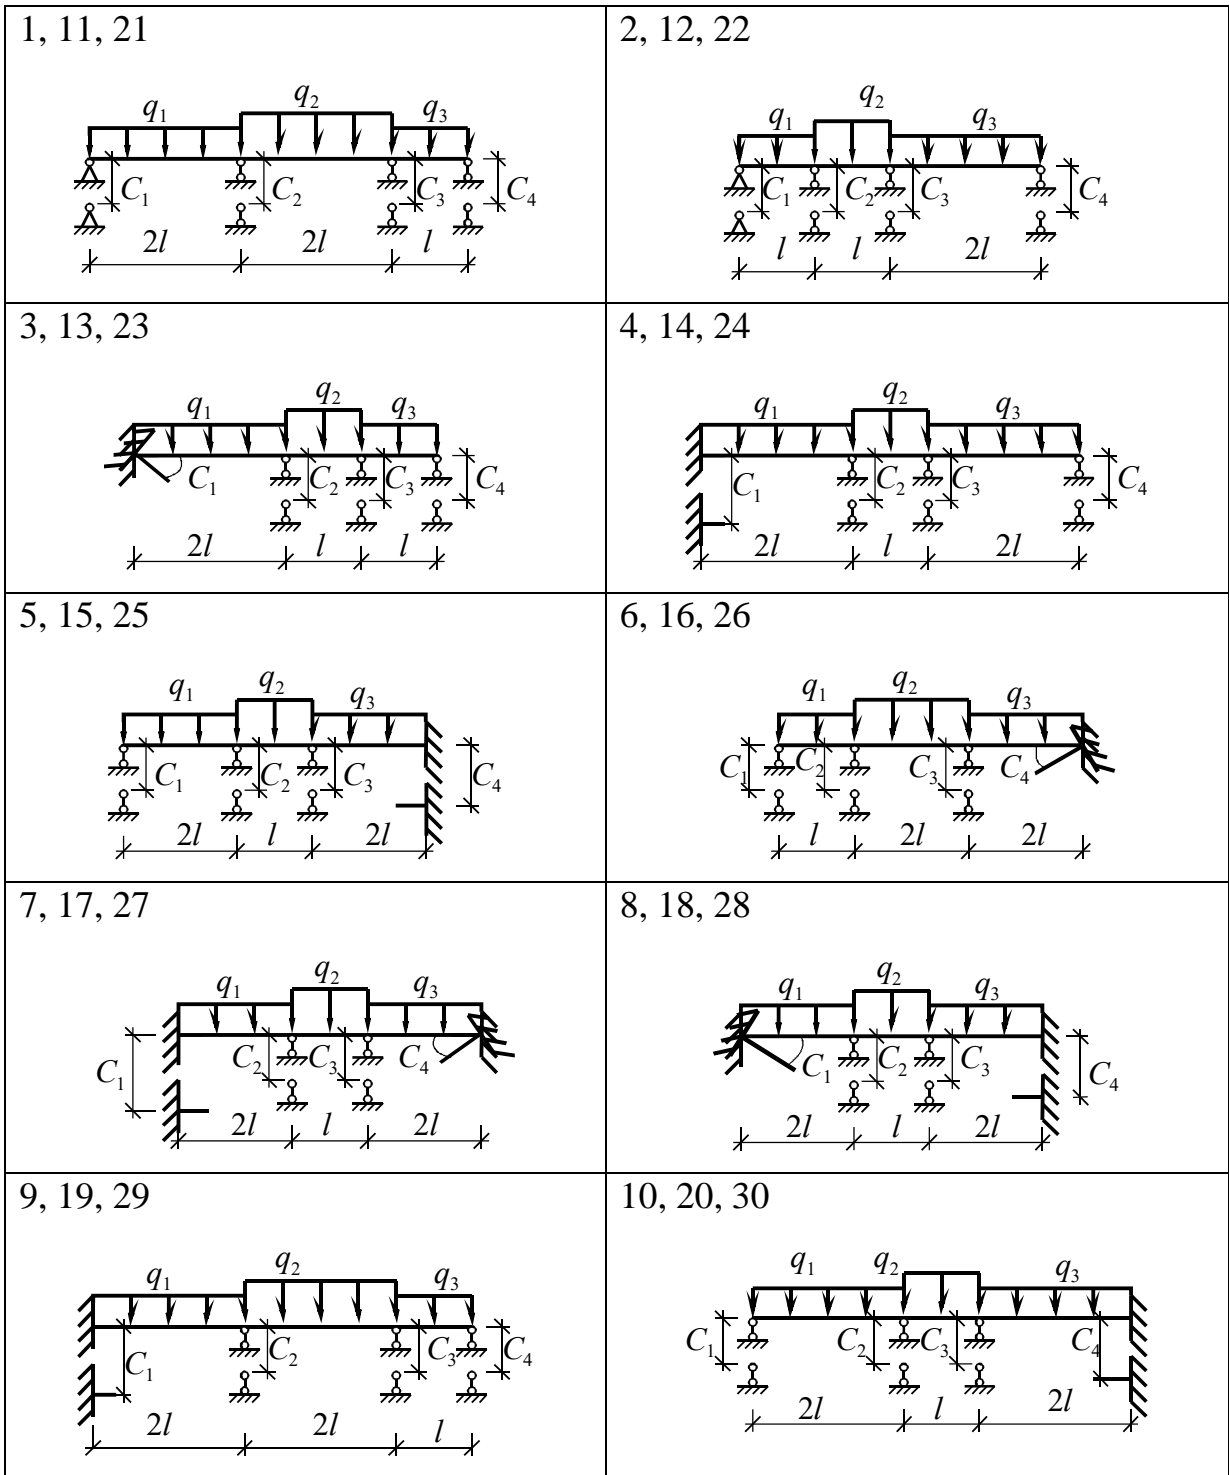 1, 11, 21
q₁ q₂ q₃
C₁ C₂ C₃ C₄
2l 2l l
2, 12, 22
q₁ q₂ q₃
C₁ C₂ C₃ C₄
l l 2l
3, 13, 23
q₁ q₂ q₃
C₁ C₂ C₃ C₄
2l l l
4, 14, 24
q₁ q₂ q₃
C₁ C₂ C₃ C₄
2l l 2l
5, 15, 25
q₁ q₂ q₃
C₁ C₂ C₃ C₄
2l l 2l
6, 16, 26
q₁ q₂ q₃
C₁ C₂ C₃ C₄
l 2l 2l
7, 17, 27
q₁ q₂ q₃
C₁ C₂ C₃ C₄
2l l 2l
8, 18, 28
q₁ q₂ q₃
C₁ C₂ C₃ C₄
2l l 2l
9, 19, 29
q₁ q₂ q₃
C₁ C₂ C₃ C₄
2l 2l l
10, 20, 30
q₁ q₂ q₃
C₁ C₂ C₃ C₄
2l l 2l